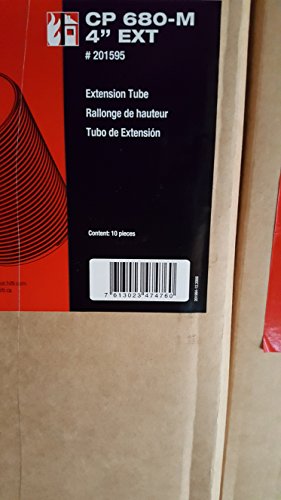 CP 680-M
4" EXT
# 201595
Extension Tube
Rallonge de hauteur
Tubo de Extensión
Content: 10 pieces
7 613023 474760